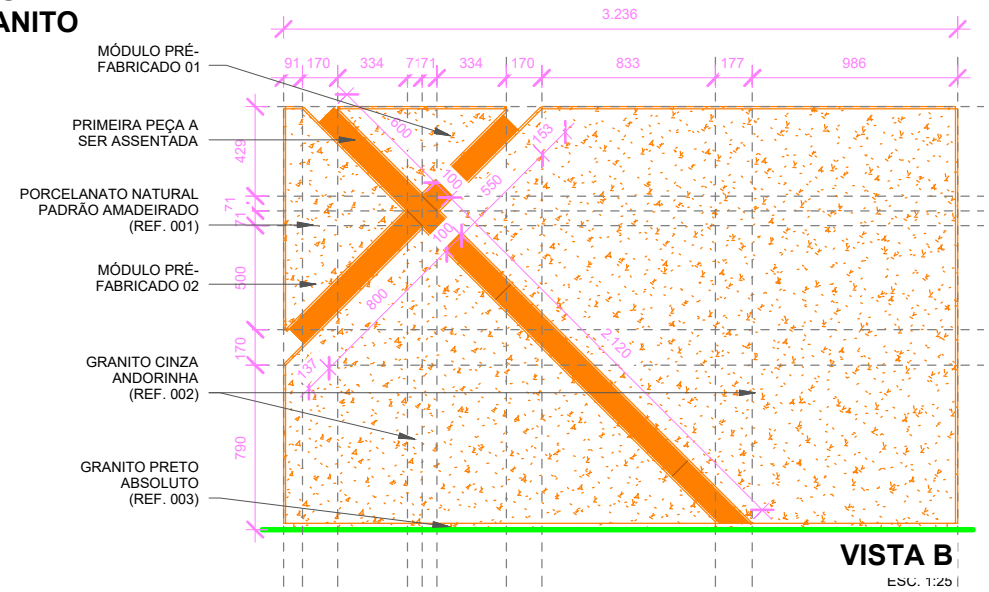 ANITO
3.236
91 170 334 71 71 334 170 833 177 986
MÓDULO PRÉ-
FABRICADO 01
PRIMEIRA PEÇA A
SER ASSENTADA
PORCELANATO NATURAL
PADRÃO AMADEIRADO
(REF. 001)
MÓDULO PRÉ-
FABRICADO 02
GRANITO CINZA
ANDORINHA
(REF. 002)
GRANITO PRETO
ABSOLUTO
(REF. 003)
429
71
71
500
170
790
600
100
550
153
100
800
137
2.120
VISTA B
ESC. 1:25